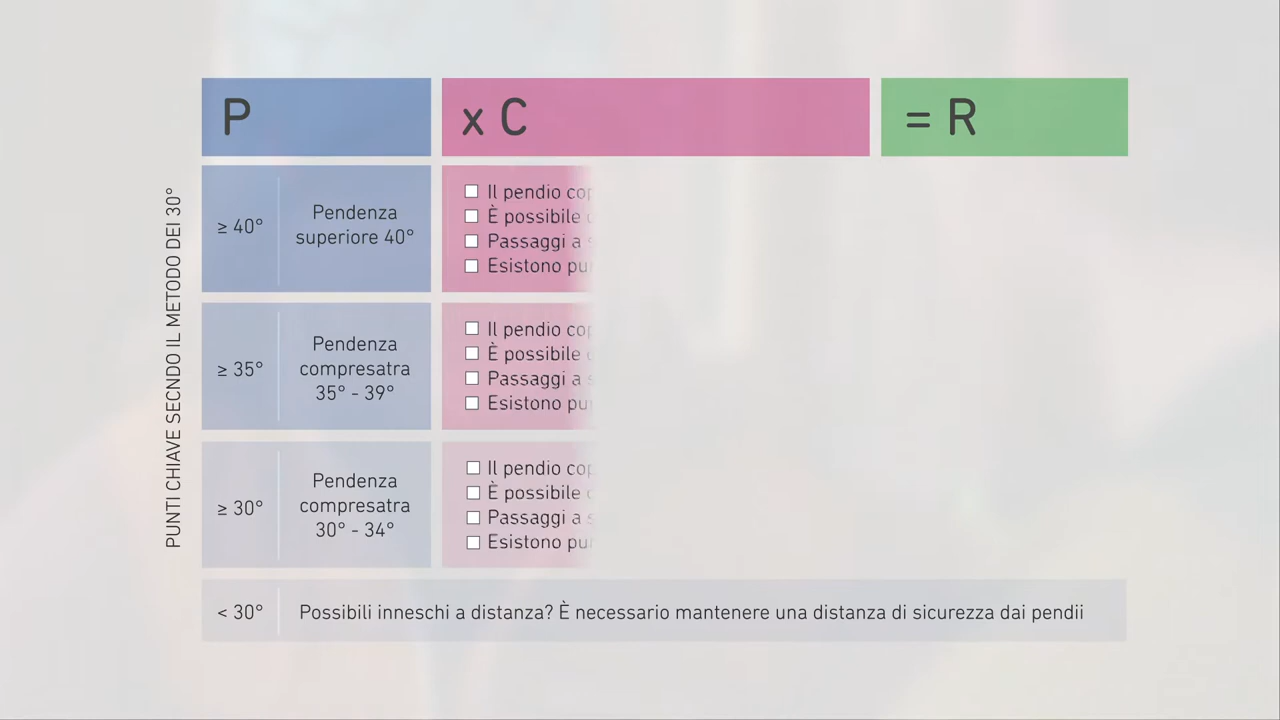 P
x C
= R
PUNTI CHIAVE SECNDO IL METODO DEI 30°
≥ 40°
Pendenza
superiore 40°
Il pendio
È possibile
Passaggi a
Esistono
≥ 35°
Pendenza
compresatra
35° - 39°
Il pendio
È possibile
Passaggi a
Esistono
≥ 30°
Pendenza
compresatra
30° - 34°
Il pendio
È possibile
Passaggi a
Esistono
< 30°
Possibili inneschi a distanza? È necessario mantenere una distanza di sicurezza dai pendii